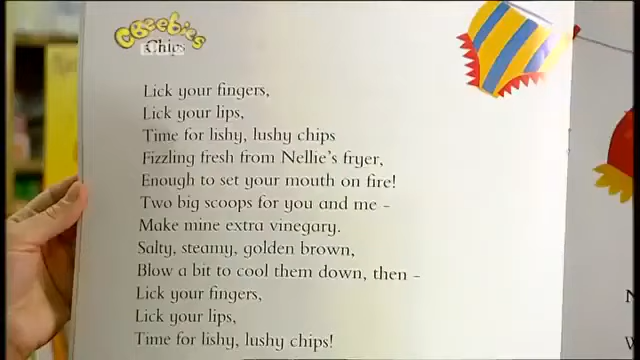 CBeebies
Chips
Lick your fingers,
Lick your lips,
Time for lishy, lushy chips
Fizzling fresh from Nellie's fryer,
Enough to set your mouth on fire!
Two big scoops for you and me –
Make mine extra vinegary.
Salty, steamy, golden brown,
Blow a bit to cool them down, then –
Lick your fingers,
Lick your lips,
Time for lishy, lushy chips!